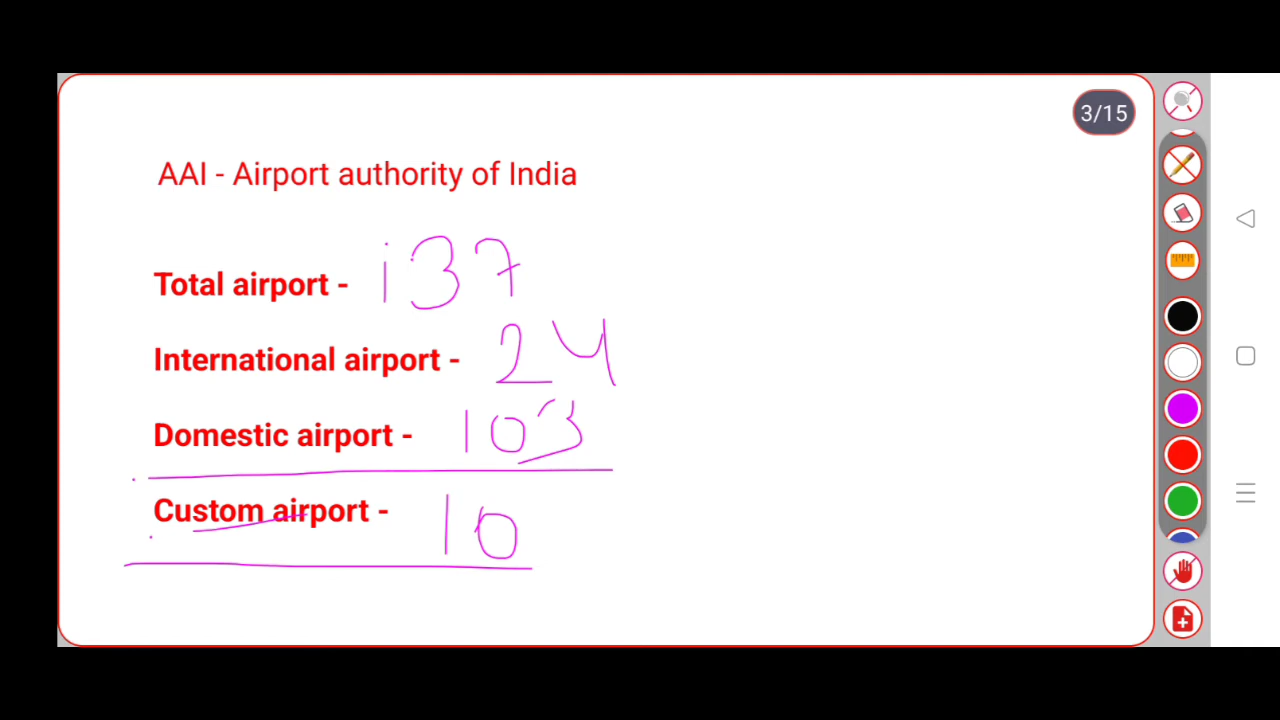 3/15
AAI - Airport authority of India
Total airport - 137
International airport - 24
Domestic airport - 103
Custom airport - 10